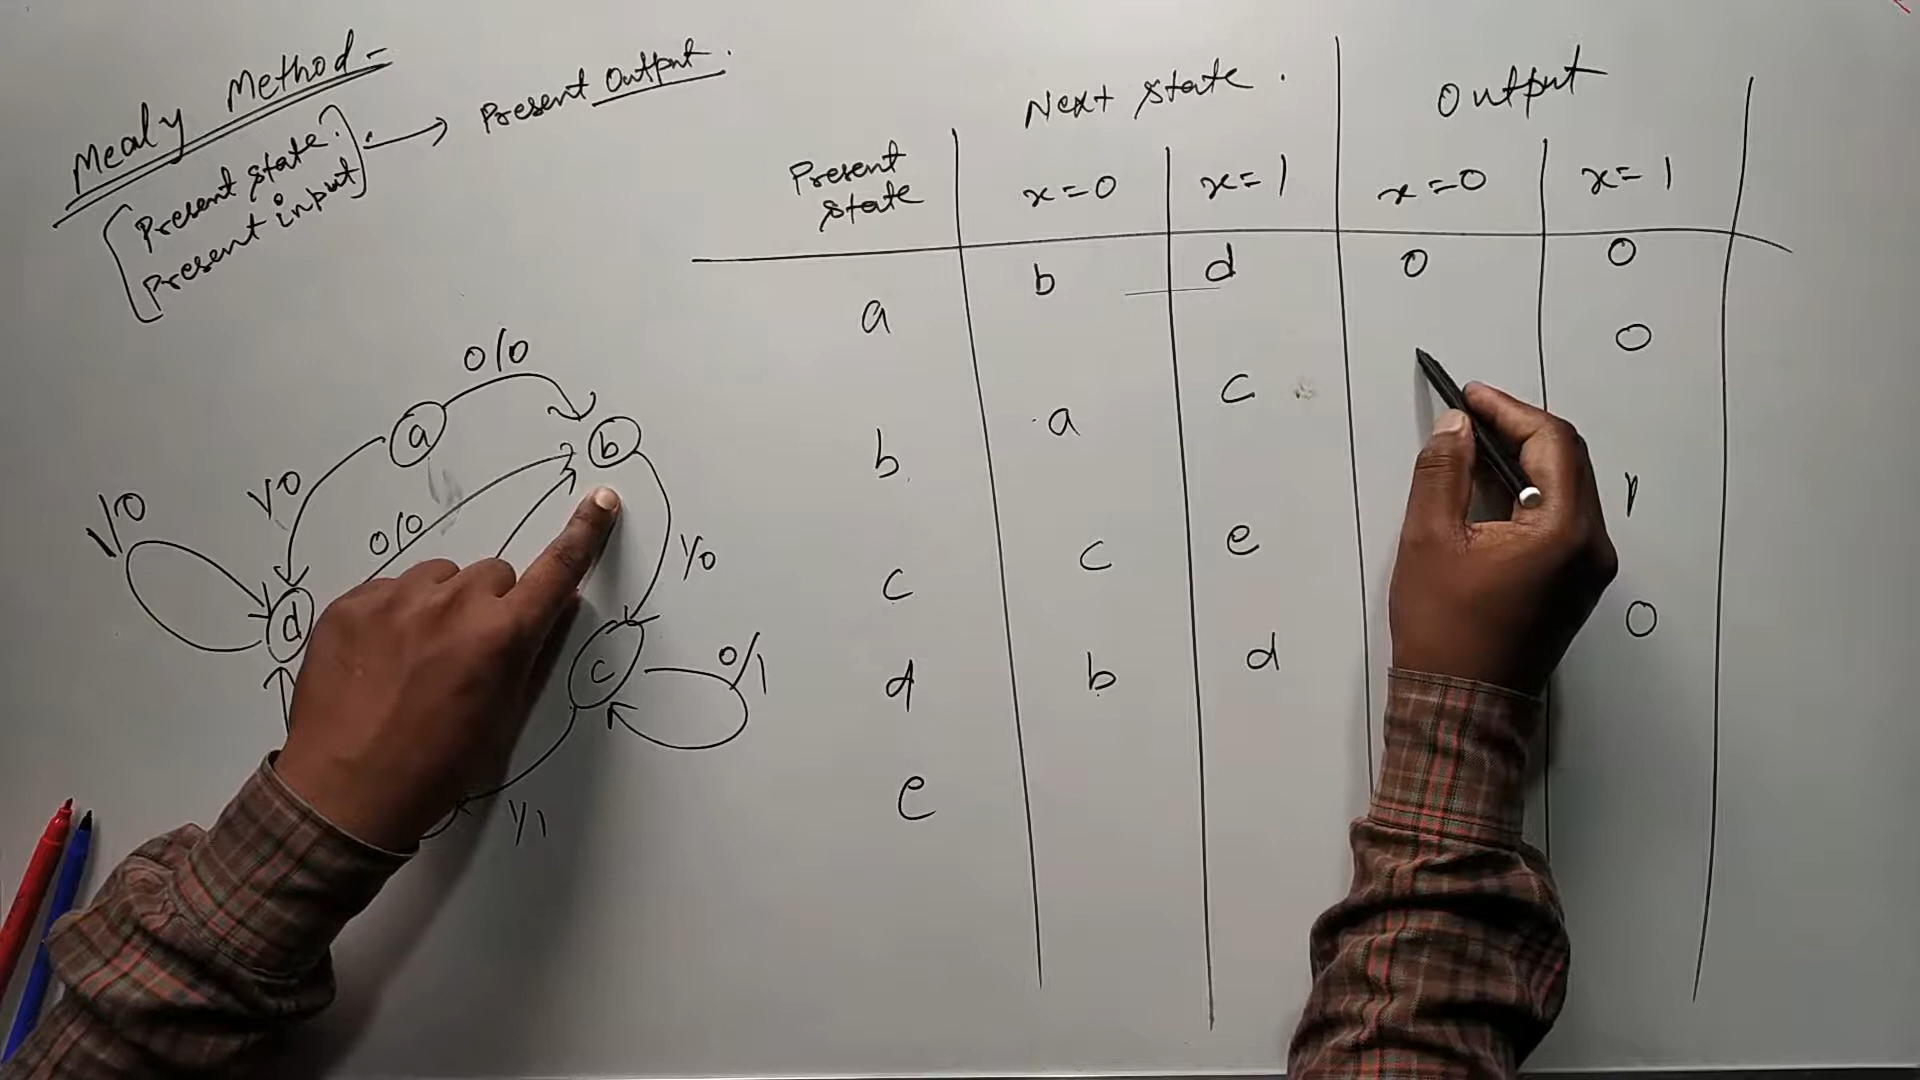 Mealy Method -
Present state. Present Output.
Present input
Next state. Output
Present state x=0 x=1 x=0 x=1
a b d 0 0
b a c 0
c c e 1
d b d 0
e
0/0
a
b
1/0
1/0
0/0
1/0
d
c
0/1
1/1